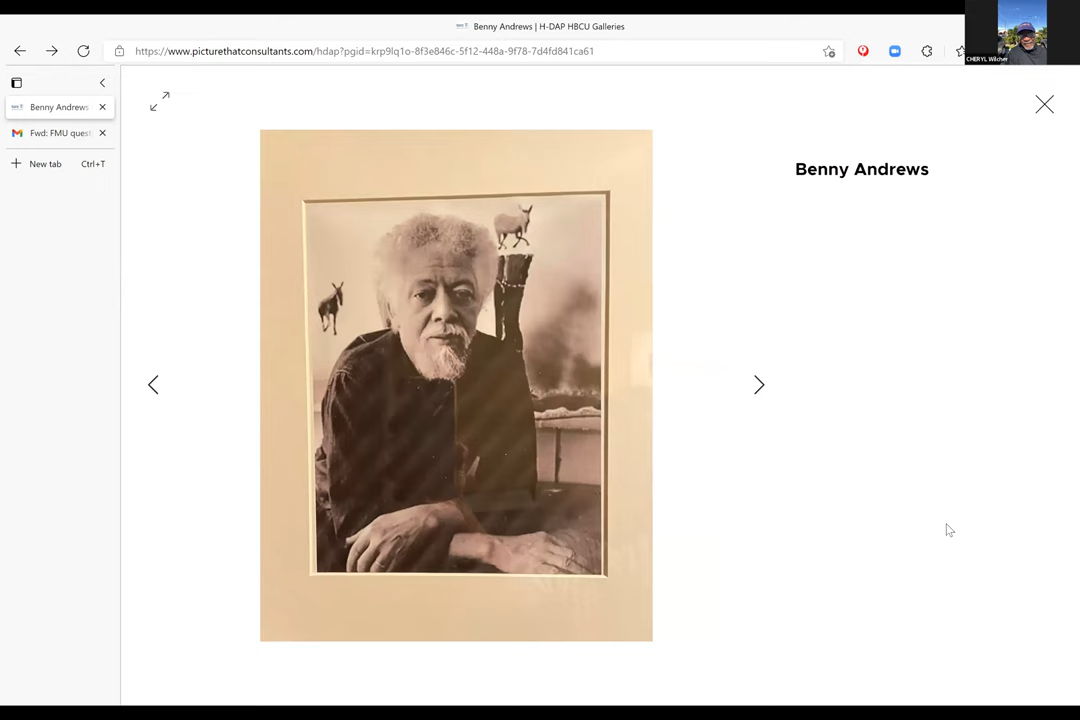 Benny Andrews | H-DAP HBCU Galleries
https://www.picturethatconsultants.com/hdap?pgid=krp9lq1o-8f3e846c-5f12-448a-9f78-7d4fd841ca61
CHERYL Wilcher
Benny Andrews
Fwd: FMU quest
New tab Ctrl+T
Benny Andrews